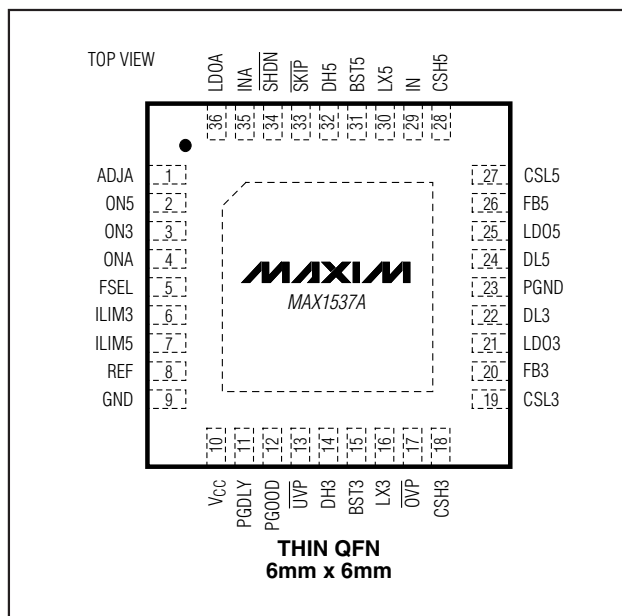 TOP VIEW
LDOA
INA
SHDN
SKIP
DH5
BST5
LX5
IN
CSH5
36
35
34
33
32
31
30
29
28
ADJA 1
ON5 2
ON3 3
ONA 4
FSEL 5
ILIM3 6
ILIM5 7
REF 8
GND 9
27 CSL5
26 FB5
25 LDO5
24 DL5
23 PGND
22 DL3
21 LDO3
20 FB3
19 CSL3
MAXIM
MAX1537A
10
11
12
13
14
15
16
17
18
VCC
PGDLY
PGOOD
UVP
DH3
BST3
LX3
OVP
CSH3
THIN QFN
6mm x 6mm